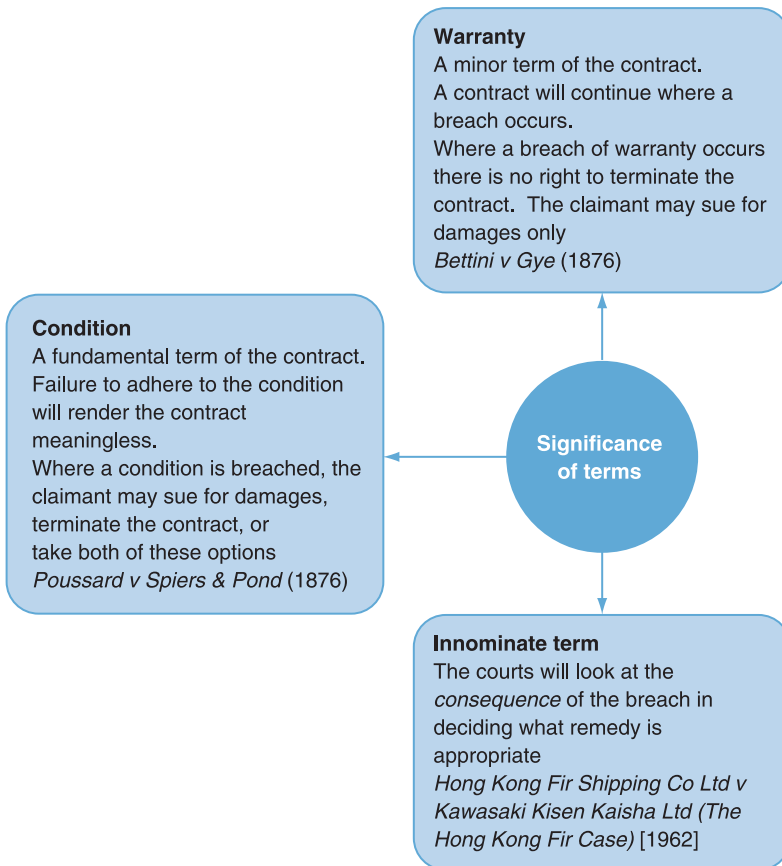 Warranty
A minor term of the contract.
A contract will continue where a
breach occurs.
Where a breach of warranty occurs
there is no right to terminate the
contract.  The claimant may sue for
damages only
Bettini v Gye (1876)
Condition
A fundamental term of the contract.
Failure to adhere to the condition
will render the contract
meaningless.
Where a condition is breached, the
claimant may sue for damages,
terminate the contract, or
take both of these options
Poussard v Spiers & Pond (1876)
Significance
of terms
Innominate term
The courts will look at the
consequence of the breach in
deciding what remedy is
appropriate
Hong Kong Fir Shipping Co Ltd v
Kawasaki Kisen Kaisha Ltd (The
Hong Kong Fir Case) [1962]